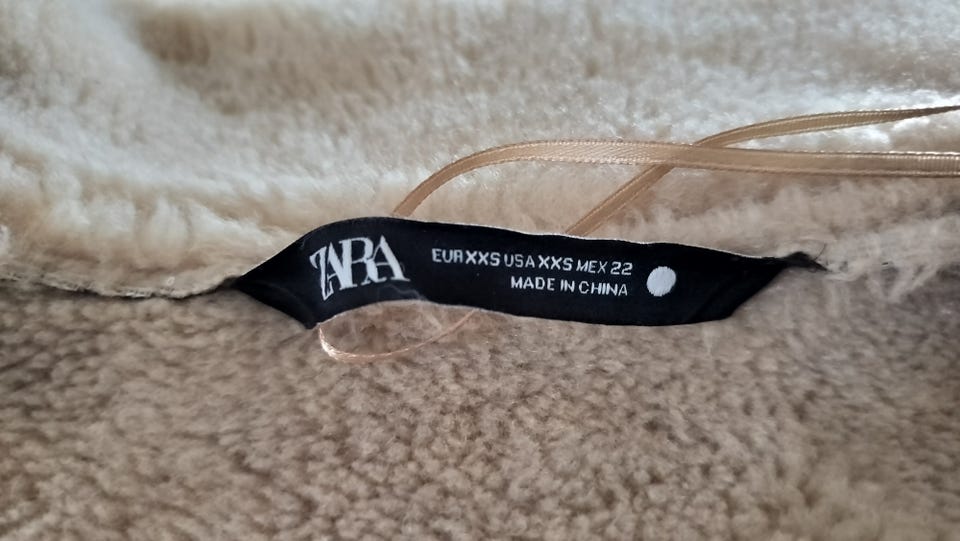 ZARA
EUR XXS USA XXS MEX 22
MADE IN CHINA